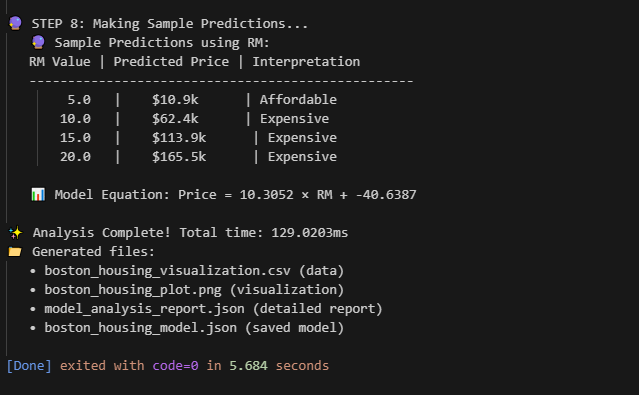 🔮 STEP 8: Making Sample Predictions...
🔮 Sample Predictions using RM:
RM Value | Predicted Price | Interpretation
------------------------------------------------
5.0 | $10.9k | Affordable
10.0 | $62.4k | Expensive
15.0 | $113.9k | Expensive
20.0 | $165.5k | Expensive
📊 Model Equation: Price = 10.3052 × RM + -40.6387
✨ Analysis Complete! Total time: 129.0203ms
📁 Generated files:
• boston_housing_visualization.csv (data)
• boston_housing_plot.png (visualization)
• model_analysis_report.json (detailed report)
• boston_housing_model.json (saved model)
[Done] exited with code=0 in 5.684 seconds